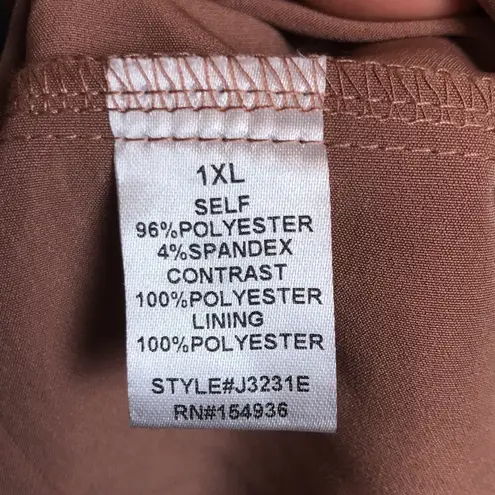 1XL
SELF
96%POLYESTER
4%SPANDEX
CONTRAST
100%POLYESTER
LINING
100%POLYESTER
STYLE#J3231E
RN#154936